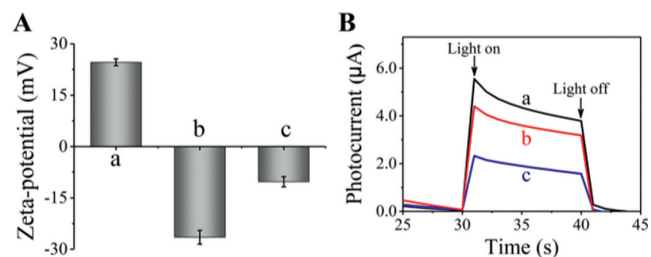 A
Zeta-potential (mV)
30
15
0
-15
-30
a
b
c
B
Photocurrent (µA)
6.0
4.0
2.0
0.0
Light on
Light off
a
b
c
25
30
35
40
45
Time (s)